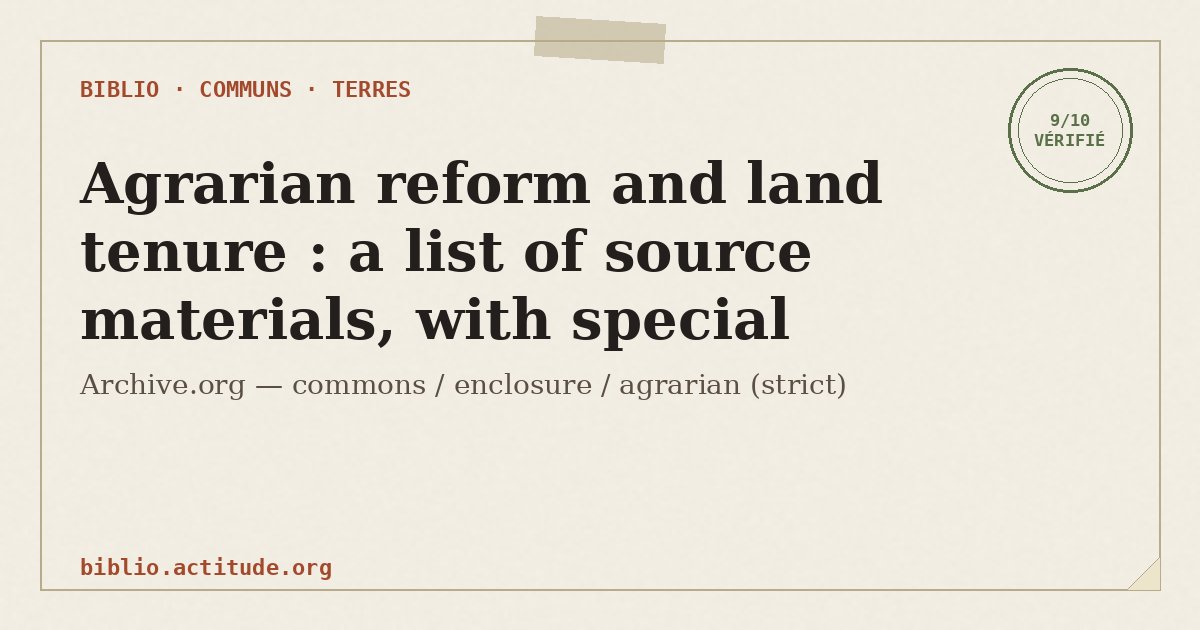 BIBLIO · COMMUNS · TERRES
9/10
VÉRIFIÉ
Agrarian reform and land
tenure : a list of source
materials, with special
Archive.org — commons / enclosure / agrarian (strict)
biblio.actitude.org